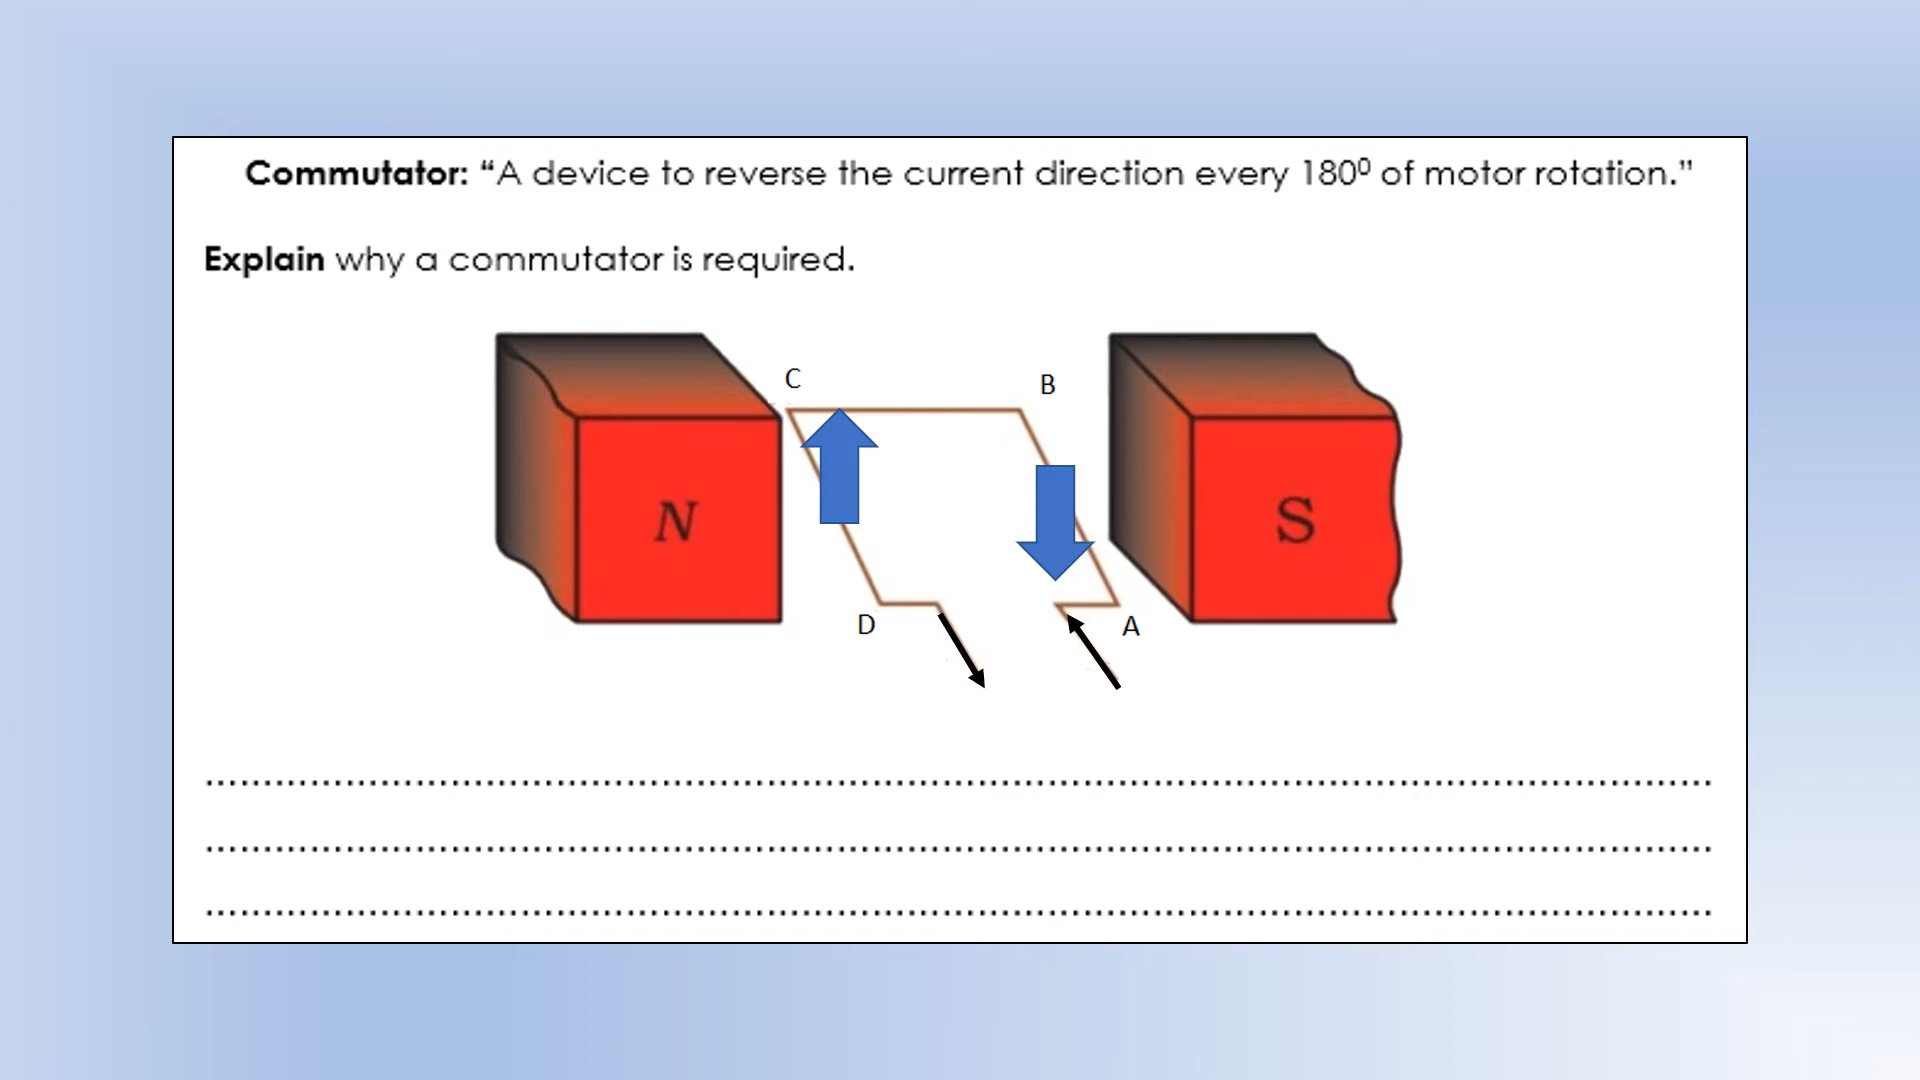 Commutator: “A device to reverse the current direction every 180⁰ of motor rotation.”
Explain why a commutator is required.
C
B
N
S
D
A